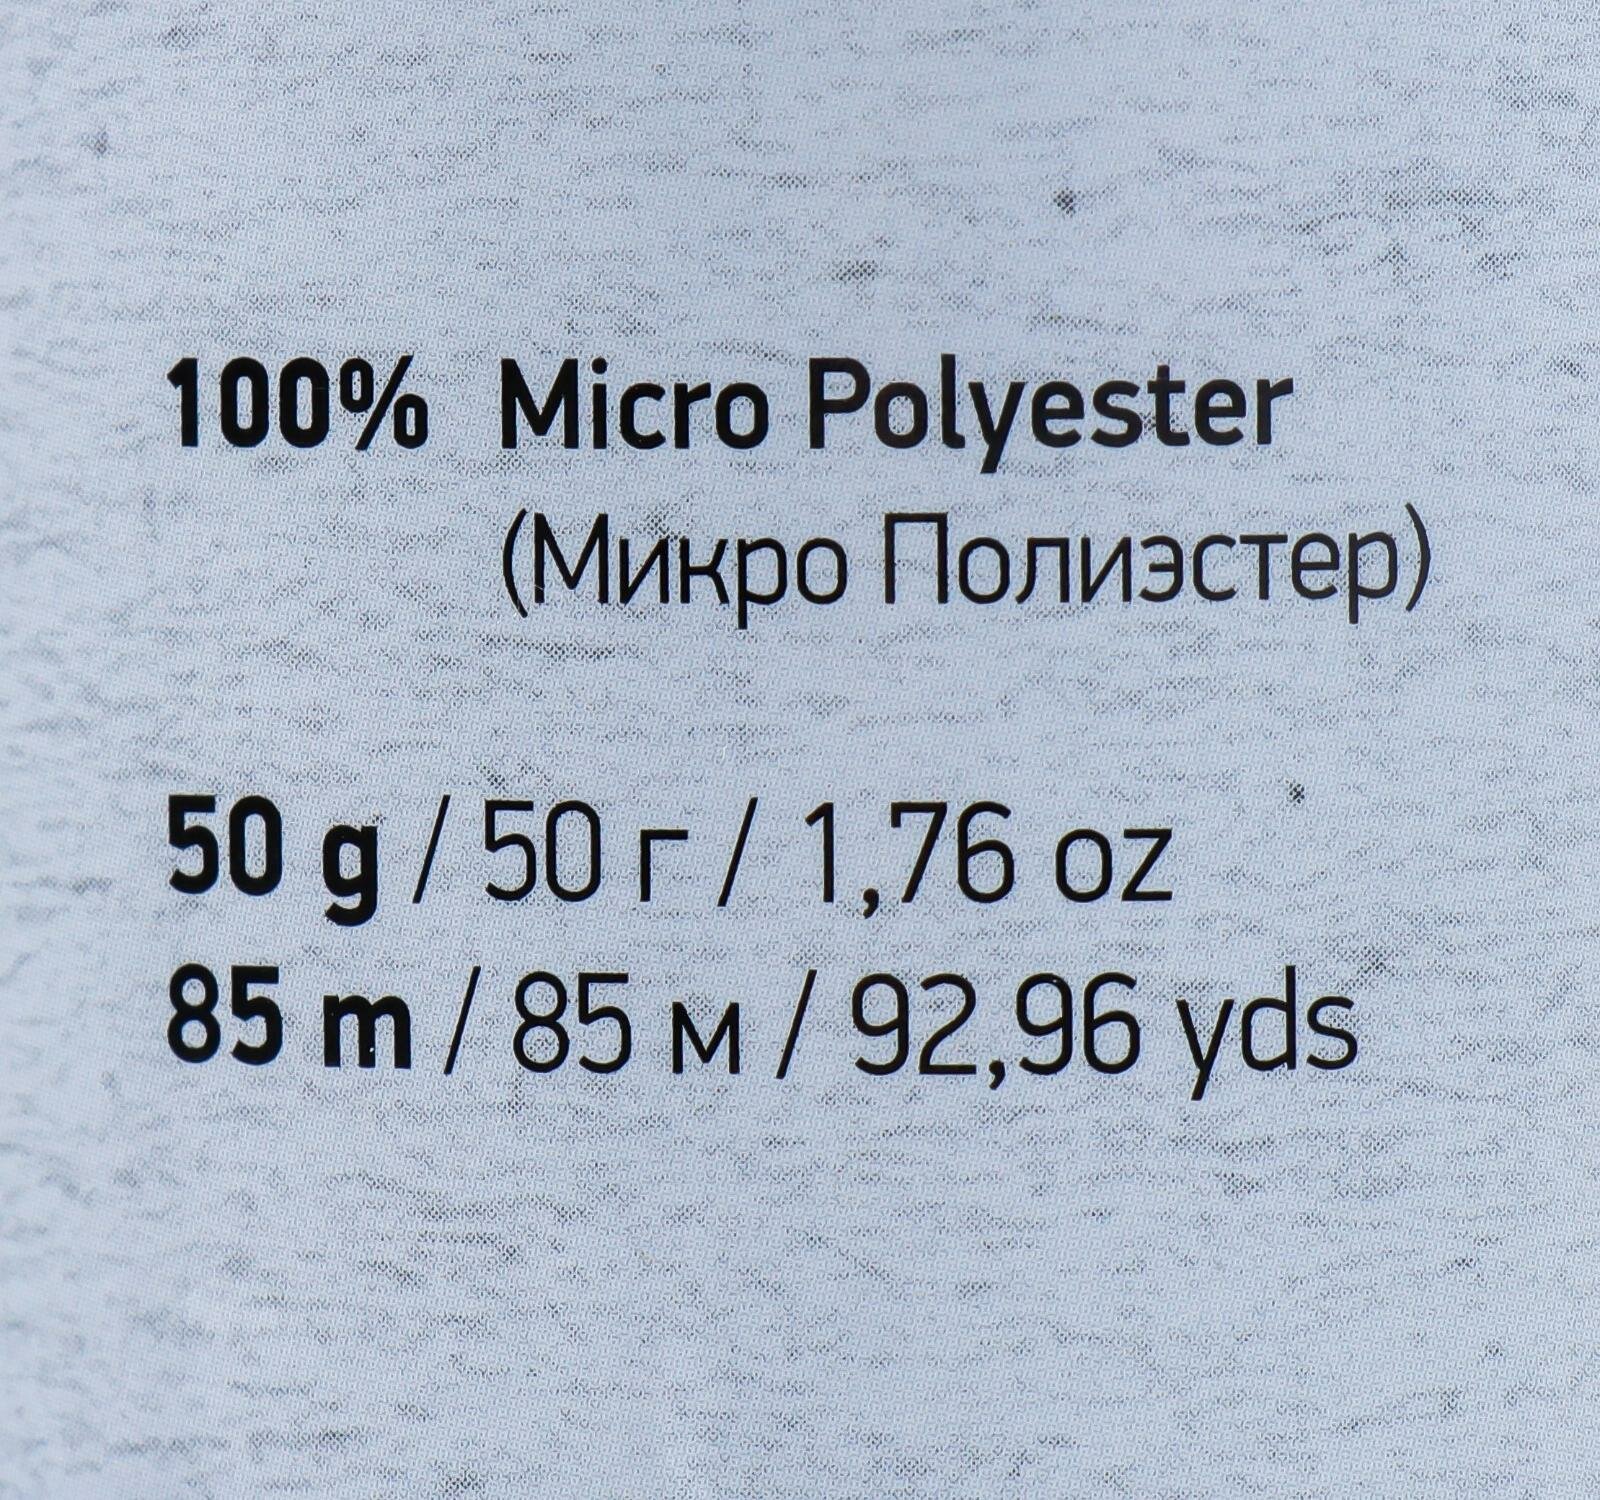 100% Micro Polyester
(Микро Полиэстер)
50 g / 50 г / 1,76 oz
85 m / 85 м / 92,96 yds